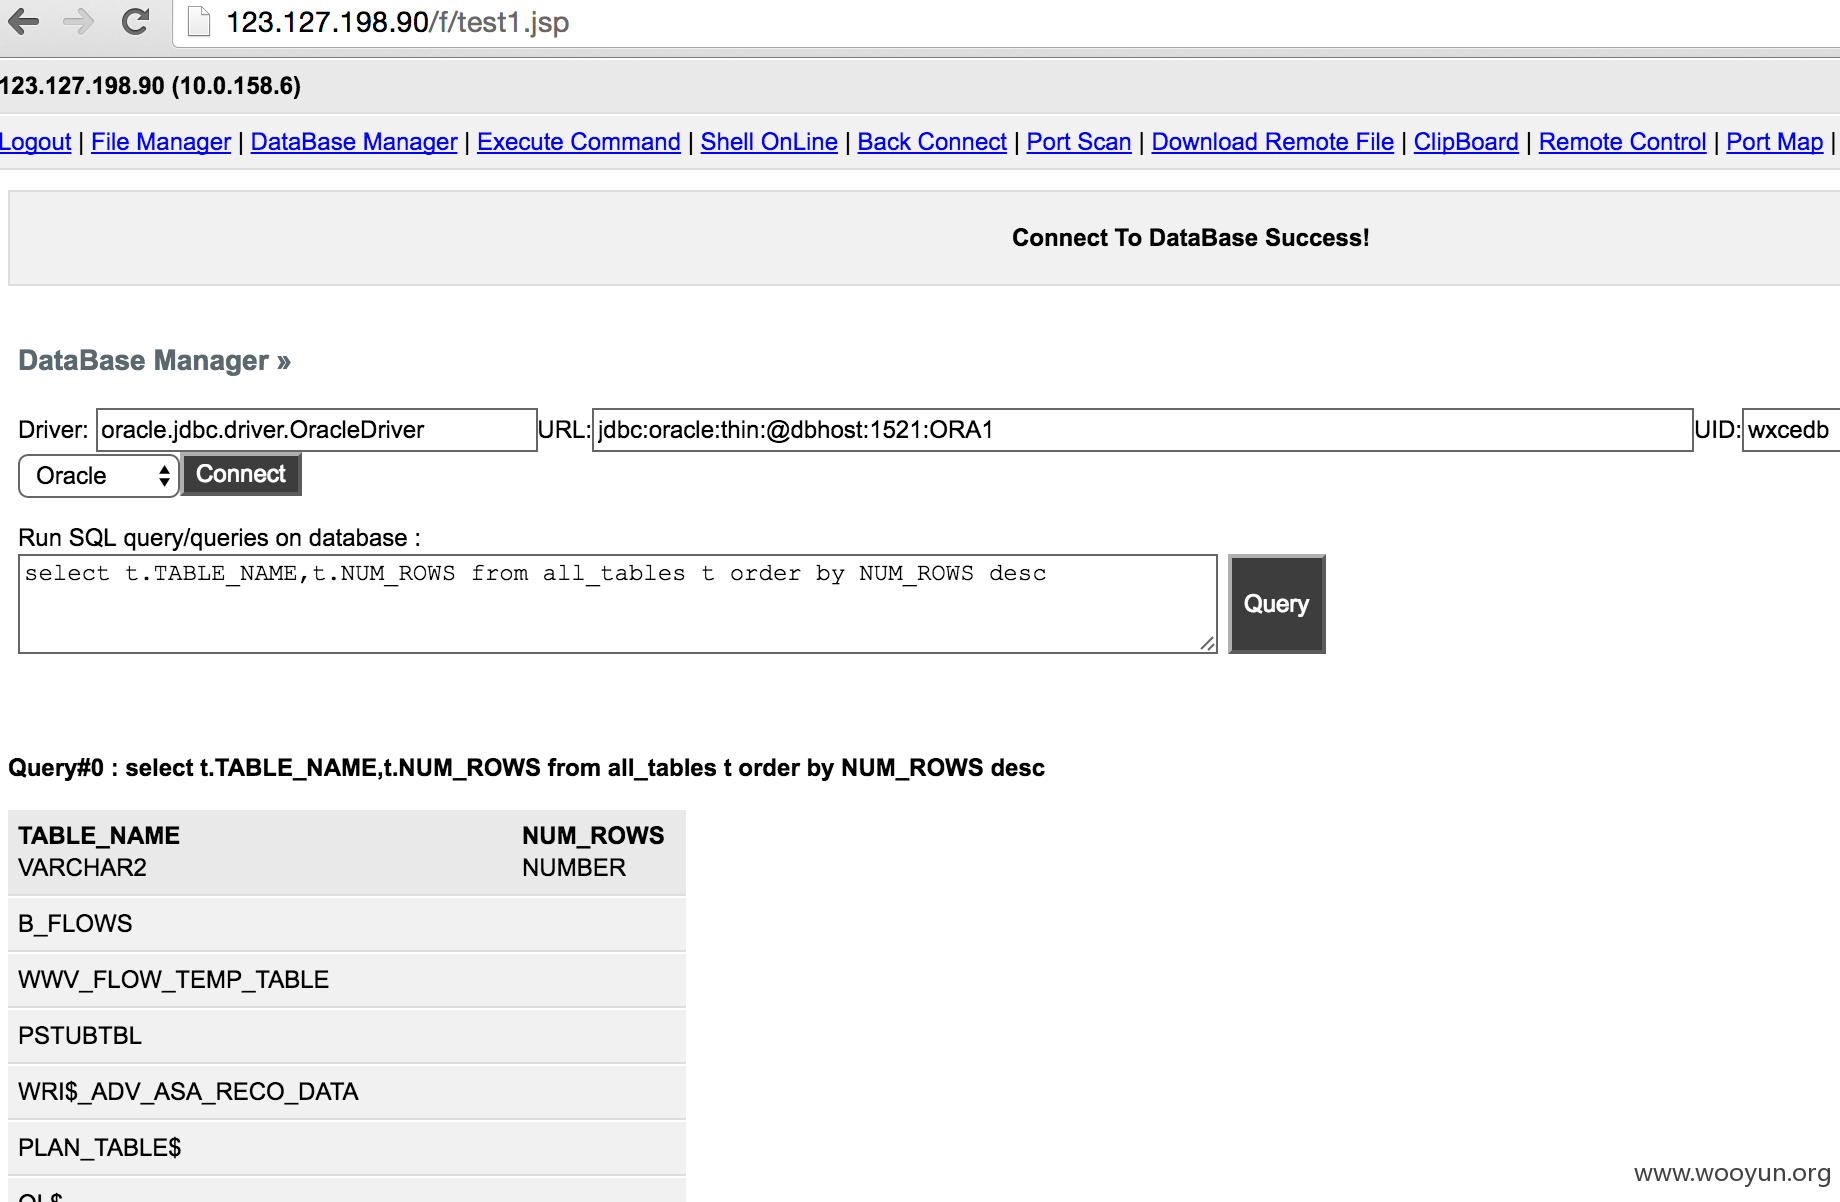 123.127.198.90/f/test1.jsp
123.127.198.90 (10.0.158.6)
Logout | File Manager | DataBase Manager | Execute Command | Shell OnLine | Back Connect | Port Scan | Download Remote File | ClipBoard | Remote Control | Port Map |
Connect To DataBase Success!
DataBase Manager »
Driver: oracle.jdbc.driver.OracleDriver URL: jdbc:oracle:thin:@dbhost:1521:ORA1 UID: wxcedb
Oracle Connect
Run SQL query/queries on database :
select t.TABLE_NAME,t.NUM_ROWS from all_tables t order by NUM_ROWS desc
Query
Query#0 : select t.TABLE_NAME,t.NUM_ROWS from all_tables t order by NUM_ROWS desc
TABLE_NAME NUM_ROWS
VARCHAR2 NUMBER
B_FLOWS
WWV_FLOW_TEMP_TABLE
PSTUBTBL
WRI$_ADV_ASA_RECO_DATA
PLAN_TABLE$
www.wooyun.org